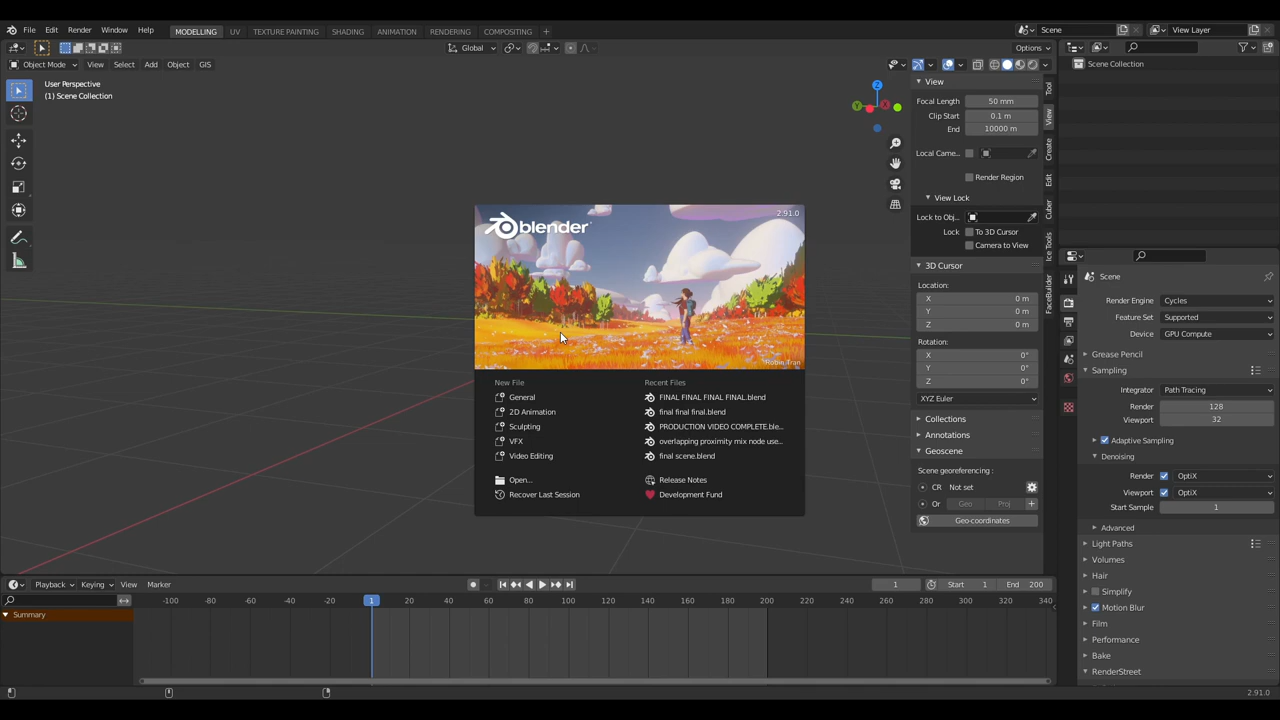 File Edit Render Window Help MODELLING UV TEXTURE PAINTING SHADING ANIMATION RENDERING COMPOSITING + Scene View Layer
Global Options
Object Mode View Select Add Object GIS
User Perspective
(1) Scene Collection
Z
Y X
View
Focal Length 50 mm
Clip Start 0.1 m
End 10000 m
Local Came...
Render Region
View Lock
Lock to Obj...
Lock To 3D Cursor
Camera to View
3D Cursor
Location:
X 0 m
Y 0 m
Z 0 m
Rotation:
X 0°
Y 0°
Z 0°
XYZ Euler
Collections
Annotations
Geoscene
Scene georeferencing :
CR Not set
Or Geo Proj +
Geo-coordinates
Tool
View
Create
Edit
Cuber
Ice Tools
FaceBuilder
Scene Collection
Scene
Render Engine Cycles
Feature Set Supported
Device GPU Compute
Grease Pencil
Sampling
Integrator Path Tracing
Render 128
Viewport 32
Adaptive Sampling
Denoising
Render OptiX
Viewport OptiX
Start Sample 1
Advanced
Light Paths
Volumes
Hair
Simplify
Motion Blur
Film
Performance
Bake
RenderStreet
2.91.0
blender
Robin Tran
New File
General
2D Animation
Sculpting
VFX
Video Editing
Open...
Recover Last Session
Recent Files
FINAL FINAL FINAL FINAL.blend
final final final.blend
PRODUCTION VIDEO COMPLETE.ble...
overlapping proximity mix node use...
final scene.blend
Release Notes
Development Fund
Playback Keying View Marker 1 Start 1 End 200
-100 -80 -60 -40 -20 1 20 40 60 80 100 120 140 160 180 200 220 240 260 280 300 320 340
Summary
2.91.0